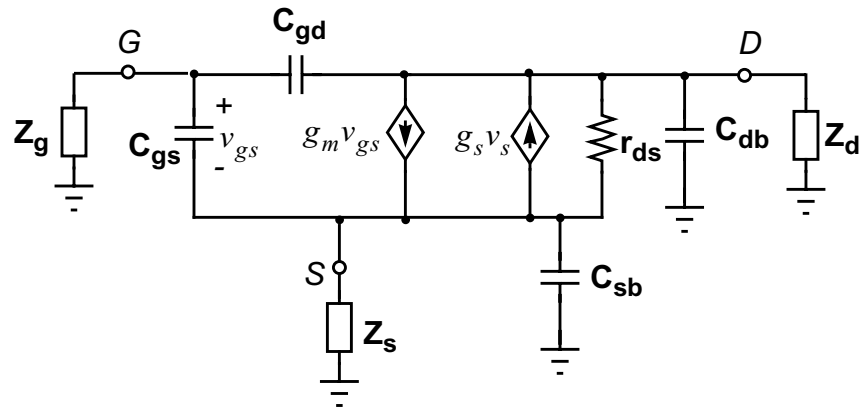 C_gd
G
D
+
Z_g
C_gs
v_gs
-
g_m v_gs
g_s v_s
r_ds
C_db
Z_d
S
C_sb
Z_s